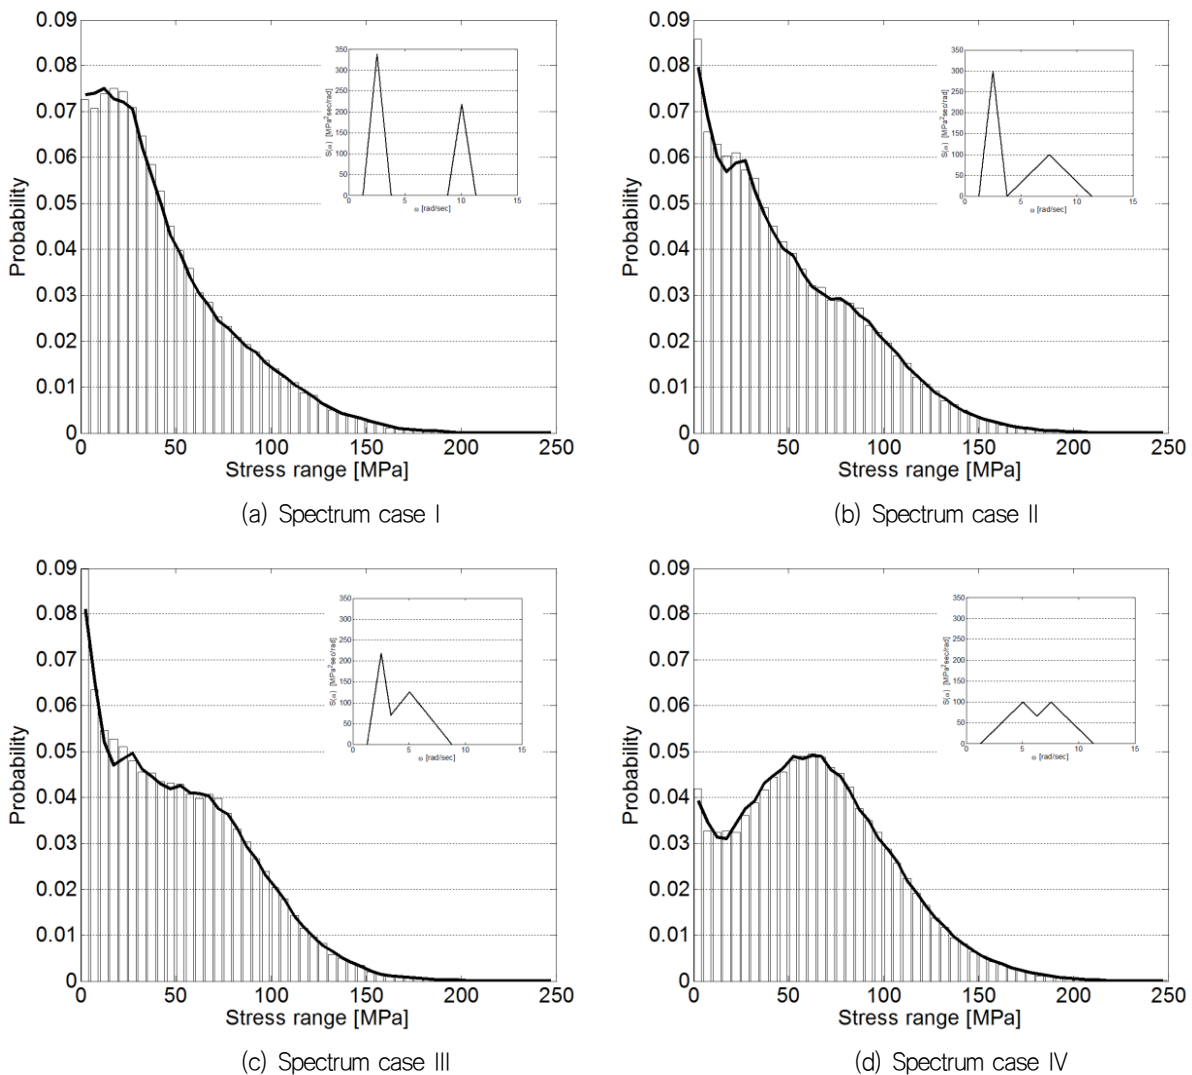 0.09
0.08
0.07
0.06
0.05
0.04
0.03
0.02
0.01
0
Probability
0 50 100 150 200 250
Stress range [MPa]
350
300
250
200
150
100
50
0
S(ω) [MPa²sec/rad]
0 5 10 15
ω [rad/sec]
(a) Spectrum case I
0.09
0.08
0.07
0.06
0.05
0.04
0.03
0.02
0.01
0
Probability
0 50 100 150 200 250
Stress range [MPa]
350
300
250
200
150
100
50
0
S(ω) [MPa²sec/rad]
0 5 10 15
ω [rad/sec]
(b) Spectrum case II
0.09
0.08
0.07
0.06
0.05
0.04
0.03
0.02
0.01
0
Probability
0 50 100 150 200 250
Stress range [MPa]
350
300
250
200
150
100
50
0
S(ω) [MPa²sec/rad]
0 5 10 15
ω [rad/sec]
(c) Spectrum case III
0.09
0.08
0.07
0.06
0.05
0.04
0.03
0.02
0.01
0
Probability
0 50 100 150 200 250
Stress range [MPa]
350
300
250
200
150
100
50
0
S(ω) [MPa²sec/rad]
0 5 10 15
ω [rad/sec]
(d) Spectrum case IV